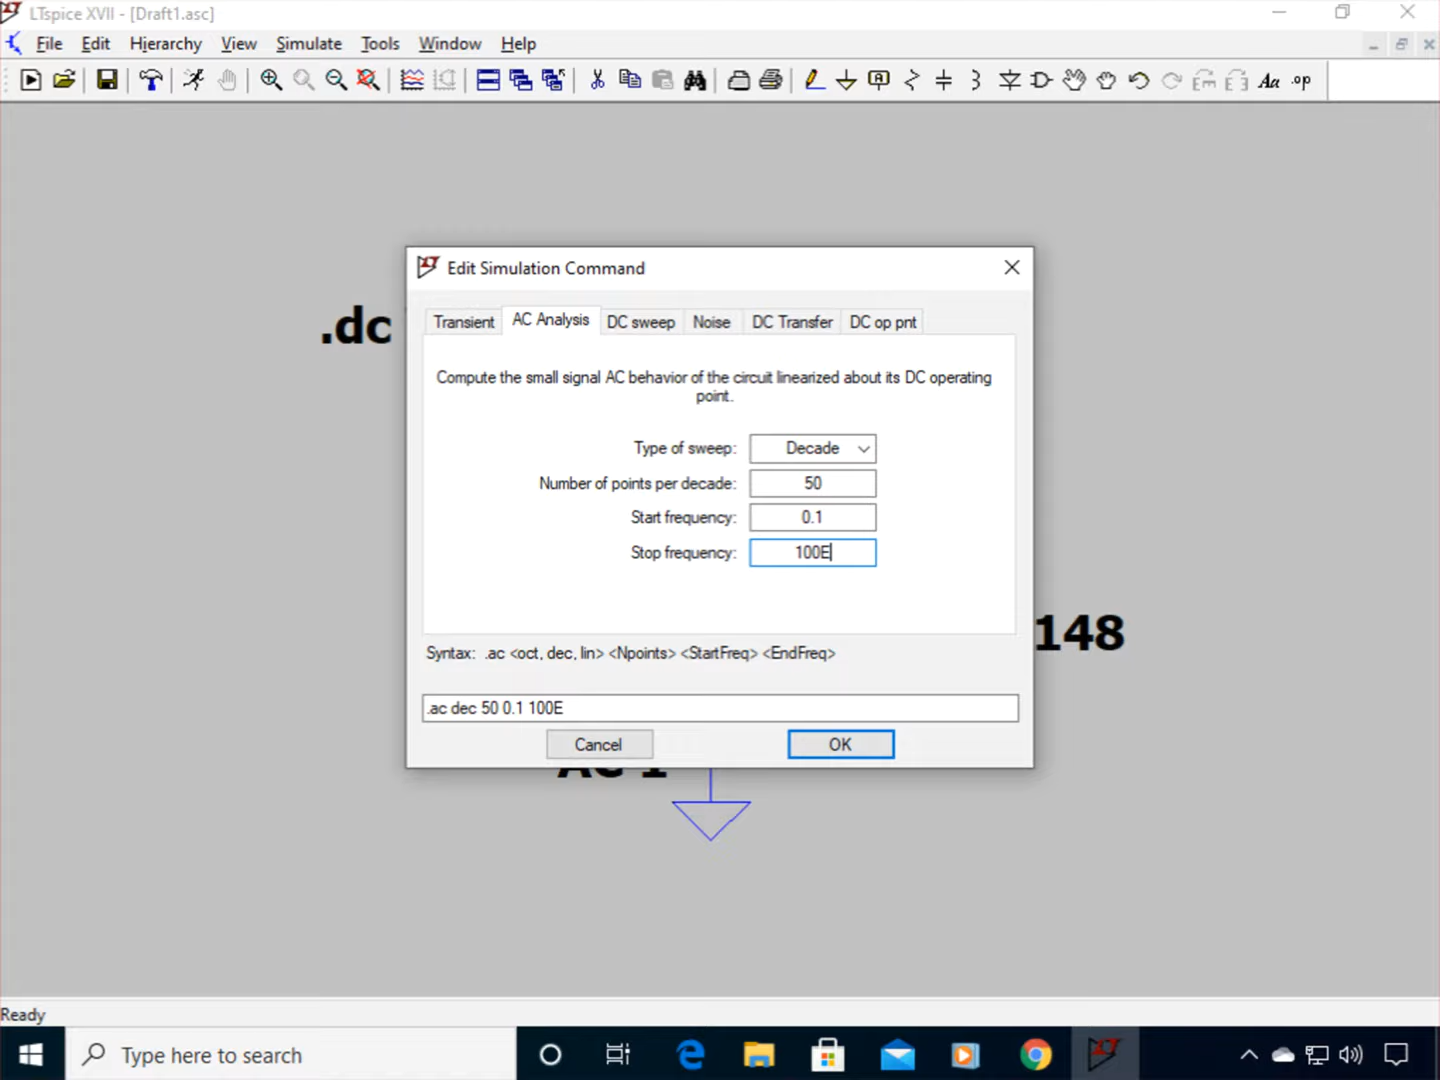 LTspice XVII - [Draft1.asc]
File Edit Hierarchy View Simulate Tools Window Help
Aa .op
.dc
Edit Simulation Command
Transient AC Analysis DC sweep Noise DC Transfer DC op pnt
Compute the small signal AC behavior of the circuit linearized about its DC operating
point.
Type of sweep: Decade
Number of points per decade: 50
Start frequency: 0.1
Stop frequency: 100E
148
Syntax: .ac <oct, dec, lin> <Npoints> <StartFreq> <EndFreq>
.ac dec 50 0.1 100E
Cancel OK
AC 1
Ready
Type here to search